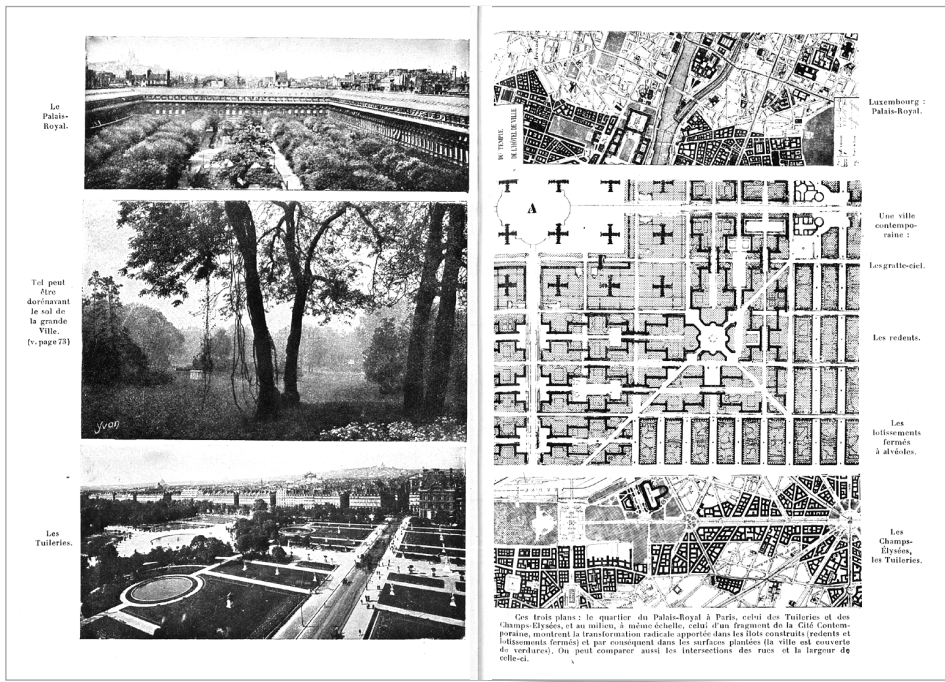 Le
Palais-
Royal.
Tel peut
être
dorénavant
le sol de
la grande
Ville.
(v. page 73)
Yvon
Les
Tuileries.
DU TEMPLE.
DE L'HÔTEL DE VILLE
Luxembourg :
Palais-Royal.
A
Une ville
contempo-
raine :
Les gratte-ciel.
Les redents.
Les
lotissements
fermés
à alvéoles.
Les
Champs-
Élysées,
les Tuileries.
Ces trois plans : le quartier du Palais-Royal à Paris, celui des Tuileries et des
Champs-Elysées, et au milieu, à même échelle, celui d'un fragment de la Cité Contem-
poraine, montrent la transformation radicale apportée dans les îlots construits (redents et
lotissements fermés) et par conséquent dans les surfaces plantées (la ville est couverte
de verdures). On peut comparer aussi les intersections des rues et la largeur de
celle-ci.